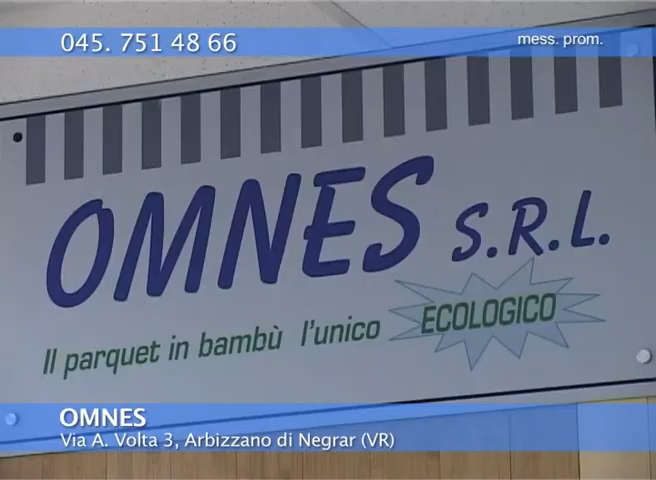 045. 751 48 66
mess. prom.
OMNES S.R.L.
Il parquet in bambù l'unico ECOLOGICO
OMNES
Via A. Volta 3, Arbizzano di Negrar (VR)